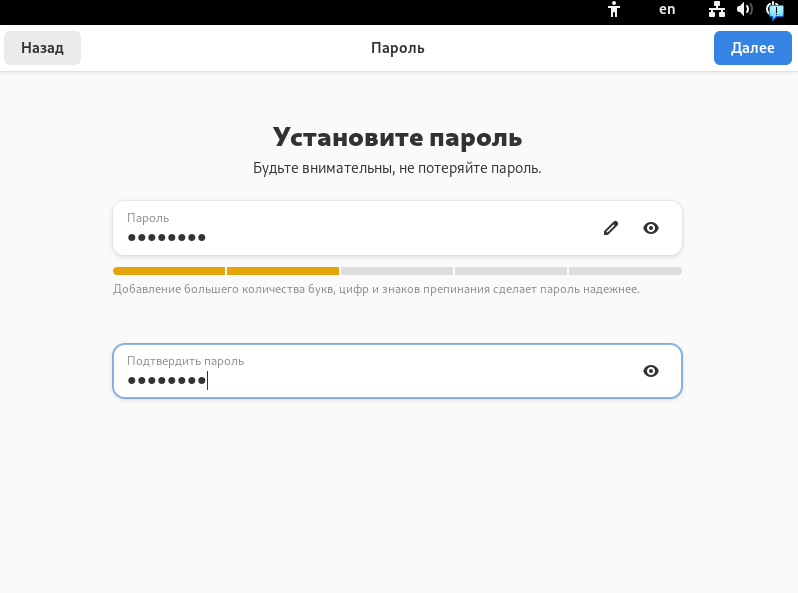 en
Назад
Пароль
Далее
Установите пароль
Будьте внимательны, не потеряйте пароль.
Пароль
●●●●●●●●
Добавление большего количества букв, цифр и знаков препинания сделает пароль надежнее.
Подтвердить пароль
●●●●●●●●